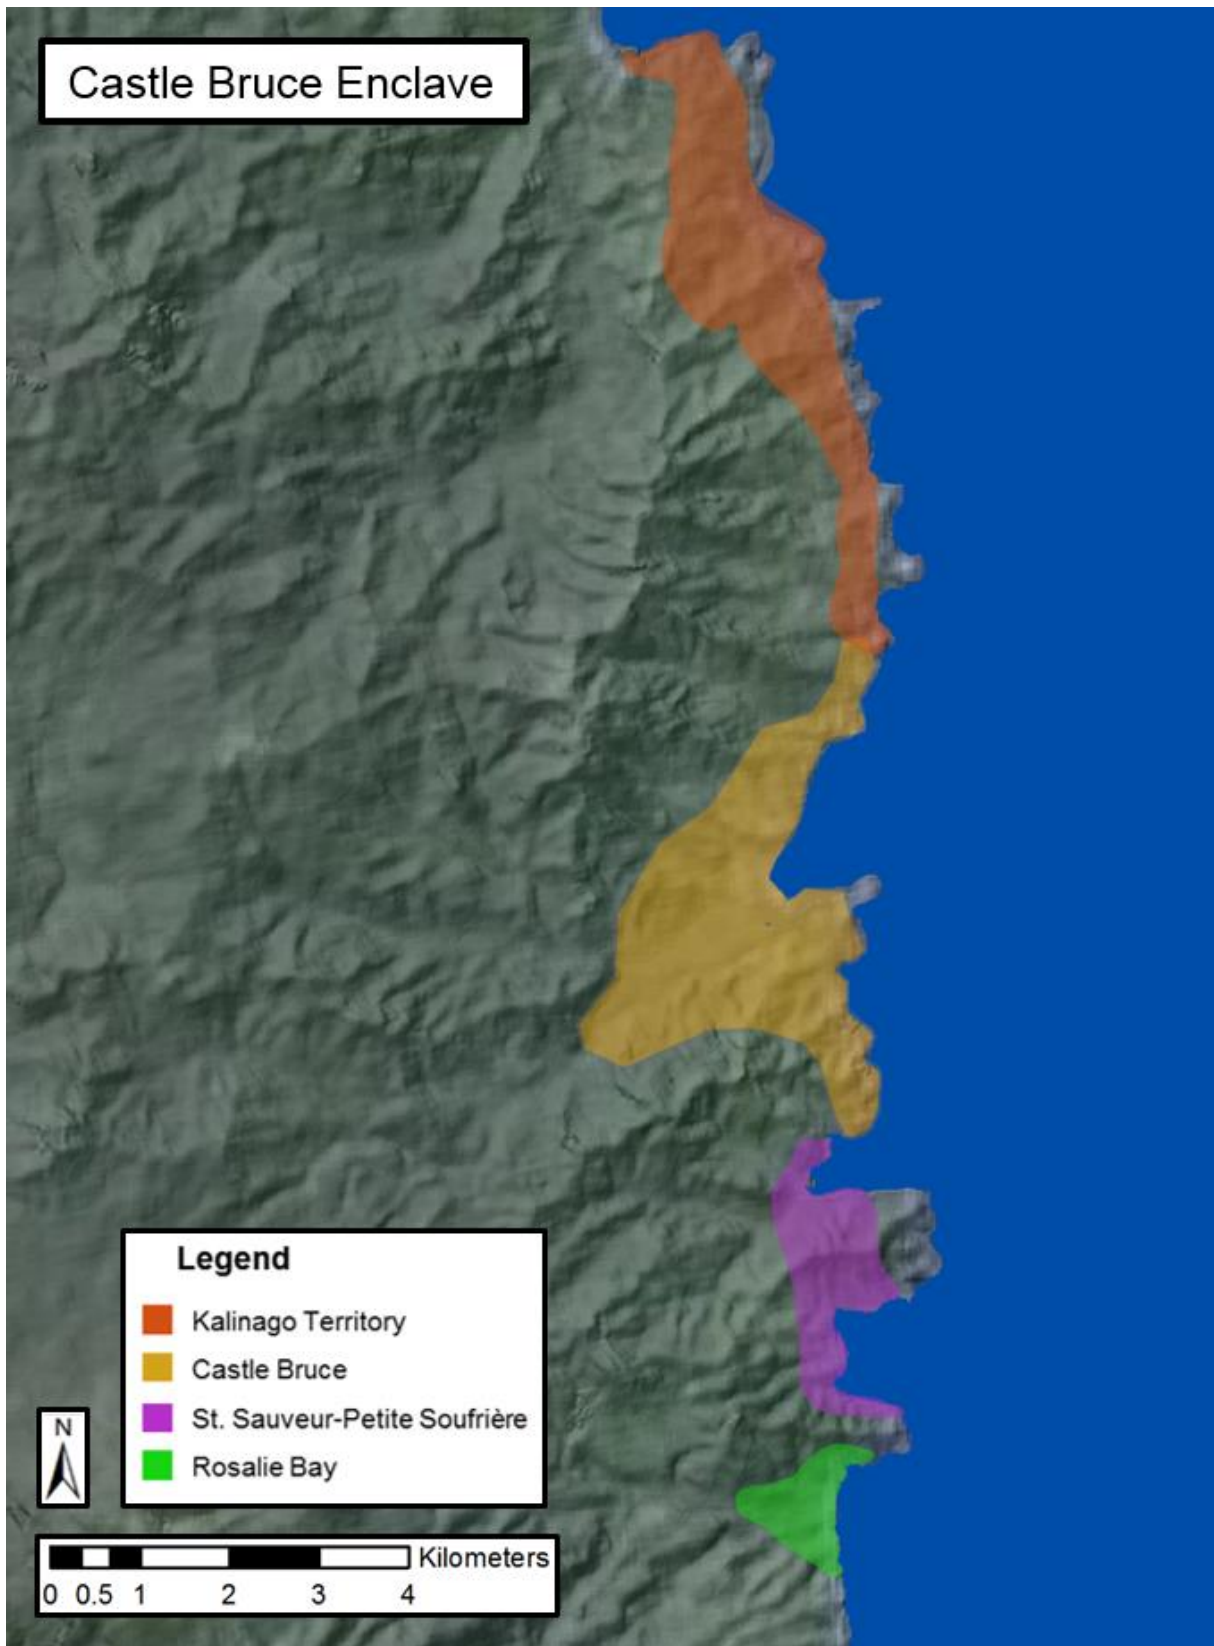 Castle Bruce Enclave
Legend
Kalinago Territory
Castle Bruce
St. Sauveur-Petite Soufrière
Rosalie Bay
N
Kilometers
0 0.5 1 2 3 4